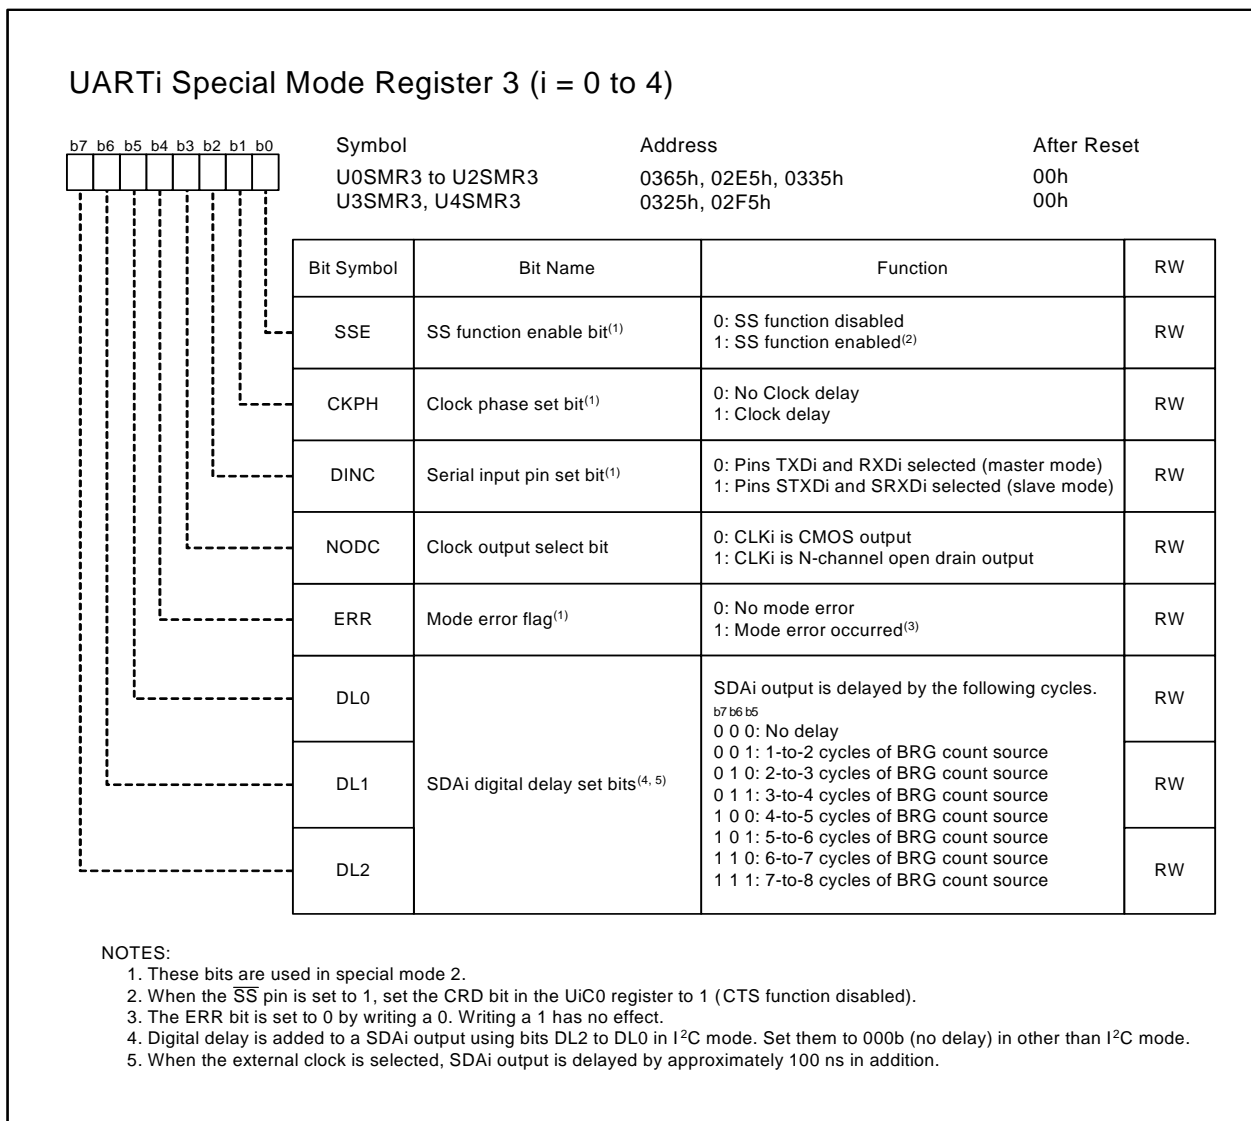 UARTi Special Mode Register 3 (i = 0 to 4)
b7 b6 b5 b4 b3 b2 b1 b0
Symbol Address After Reset
U0SMR3 to U2SMR3 0365h, 02E5h, 0335h 00h
U3SMR3, U4SMR3 0325h, 02F5h 00h
Bit Symbol Bit Name Function RW
SSE SS function enable bit(1) 0: SS function disabled RW
1: SS function enabled(2)
CKPH Clock phase set bit(1) 0: No Clock delay RW
1: Clock delay
DINC Serial input pin set bit(1) 0: Pins TXDi and RXDi selected (master mode) RW
1: Pins STXDi and SRXDi selected (slave mode)
NODC Clock output select bit 0: CLKi is CMOS output RW
1: CLKi is N-channel open drain output
ERR Mode error flag(1) 0: No mode error RW
1: Mode error occurred(3)
DL0 RW
DL1 SDAi digital delay set bits(4, 5) RW
DL2 RW
SDAi output is delayed by the following cycles.
b7 b6 b5
0 0 0: No delay
0 0 1: 1-to-2 cycles of BRG count source
0 1 0: 2-to-3 cycles of BRG count source
0 1 1: 3-to-4 cycles of BRG count source
1 0 0: 4-to-5 cycles of BRG count source
1 0 1: 5-to-6 cycles of BRG count source
1 1 0: 6-to-7 cycles of BRG count source
1 1 1: 7-to-8 cycles of BRG count source
NOTES:
1. These bits are used in special mode 2.
2. When the S̅S̅ pin is set to 1, set the CRD bit in the UiC0 register to 1 (CTS function disabled).
3. The ERR bit is set to 0 by writing a 0. Writing a 1 has no effect.
4. Digital delay is added to a SDAi output using bits DL2 to DL0 in I²C mode. Set them to 000b (no delay) in other than I²C mode.
5. When the external clock is selected, SDAi output is delayed by approximately 100 ns in addition.